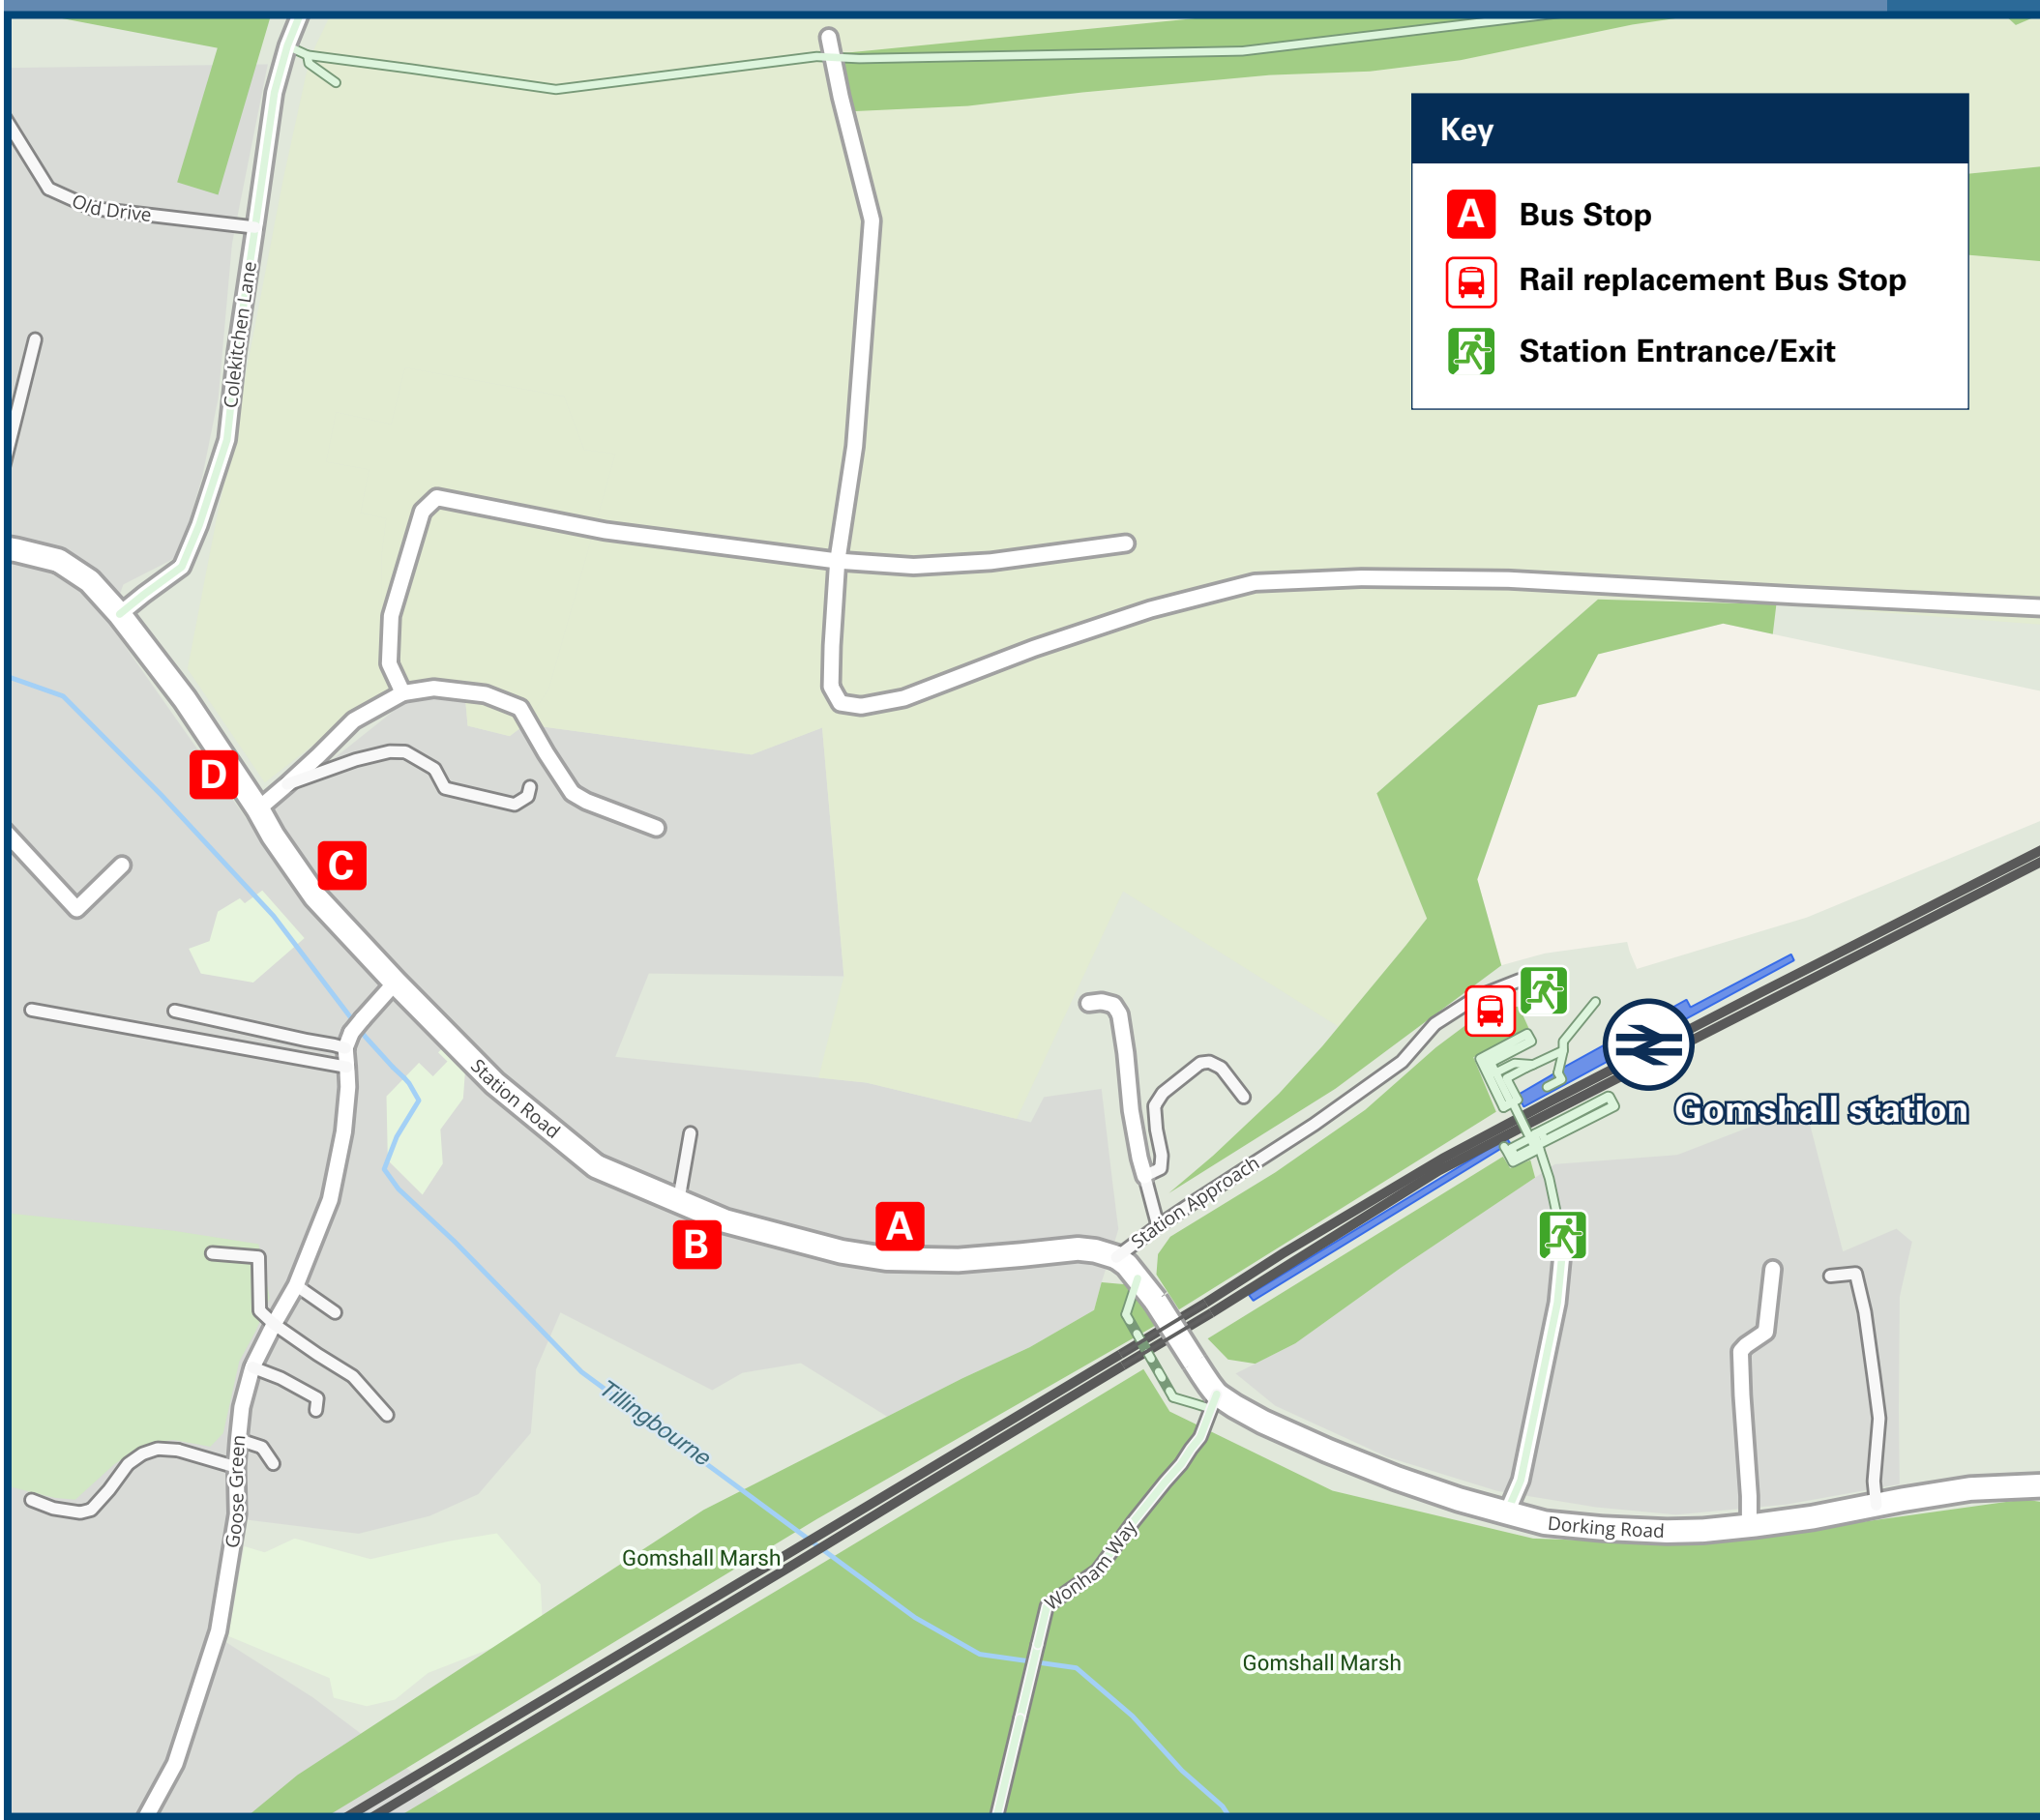 Key
A
Bus Stop
Rail replacement Bus Stop
Station Entrance/Exit
Old Drive
Colekitchen Lane
D
C
Station Road
A
B
Station Approach
Gomshall station
Tillingbourne
Goose Green
Dorking Road
Gomshall Marsh
Wonham Way
Gomshall Marsh